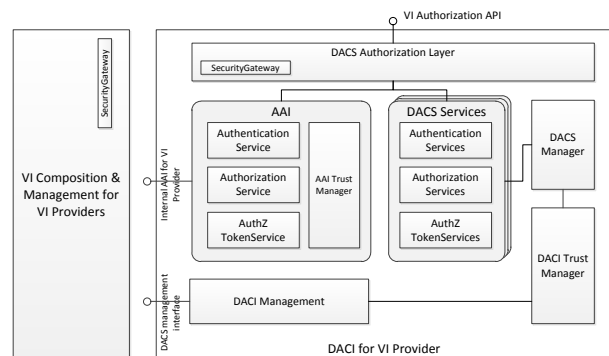 VI Authorization API
DACS Authorization Layer
SecurityGateway
SecurityGateway
AAI
DACS Services
Authentication
Service
Authorization
Service
AuthZ
TokenService
AAI Trust
Manager
Authentication
Services
Authorization
Services
AuthZ
TokenServices
DACS
Manager
VI Composition &
Management for
VI Providers
Internal AAI for VI
Provider
DACI Trust
Manager
DACS management
interface
DACI Management
DACI for VI Provider